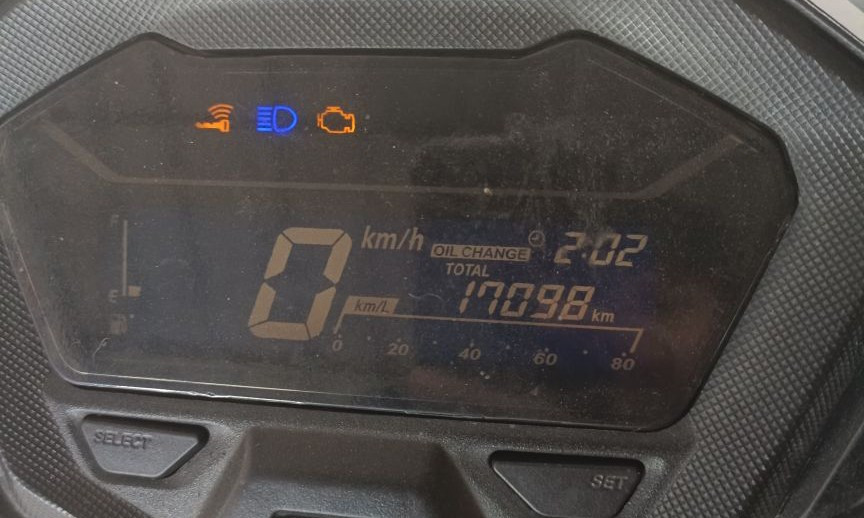 F
0 km/h
OIL CHANGE 2:02
TOTAL
E
17098 km
km/L
0 20 40 60 80
SELECT
SET